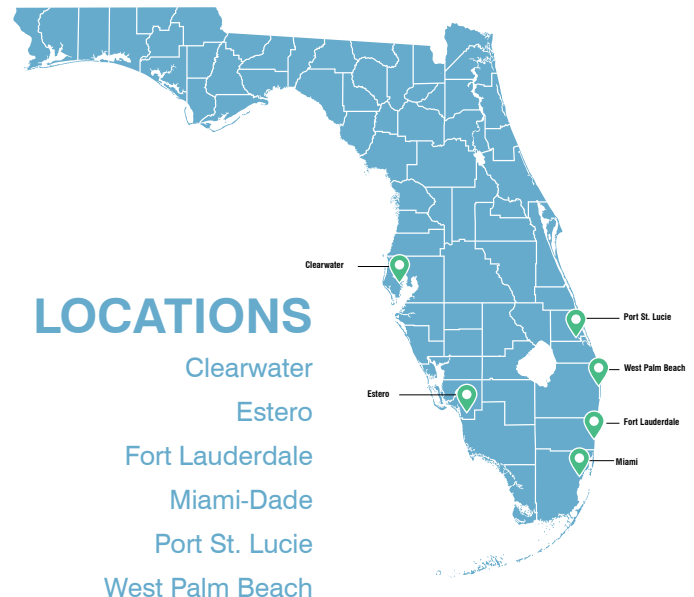 LOCATIONS
Clearwater
Estero
Fort Lauderdale
Miami-Dade
Port St. Lucie
West Palm Beach
Clearwater
Port St. Lucie
West Palm Beach
Estero
Fort Lauderdale
Miami